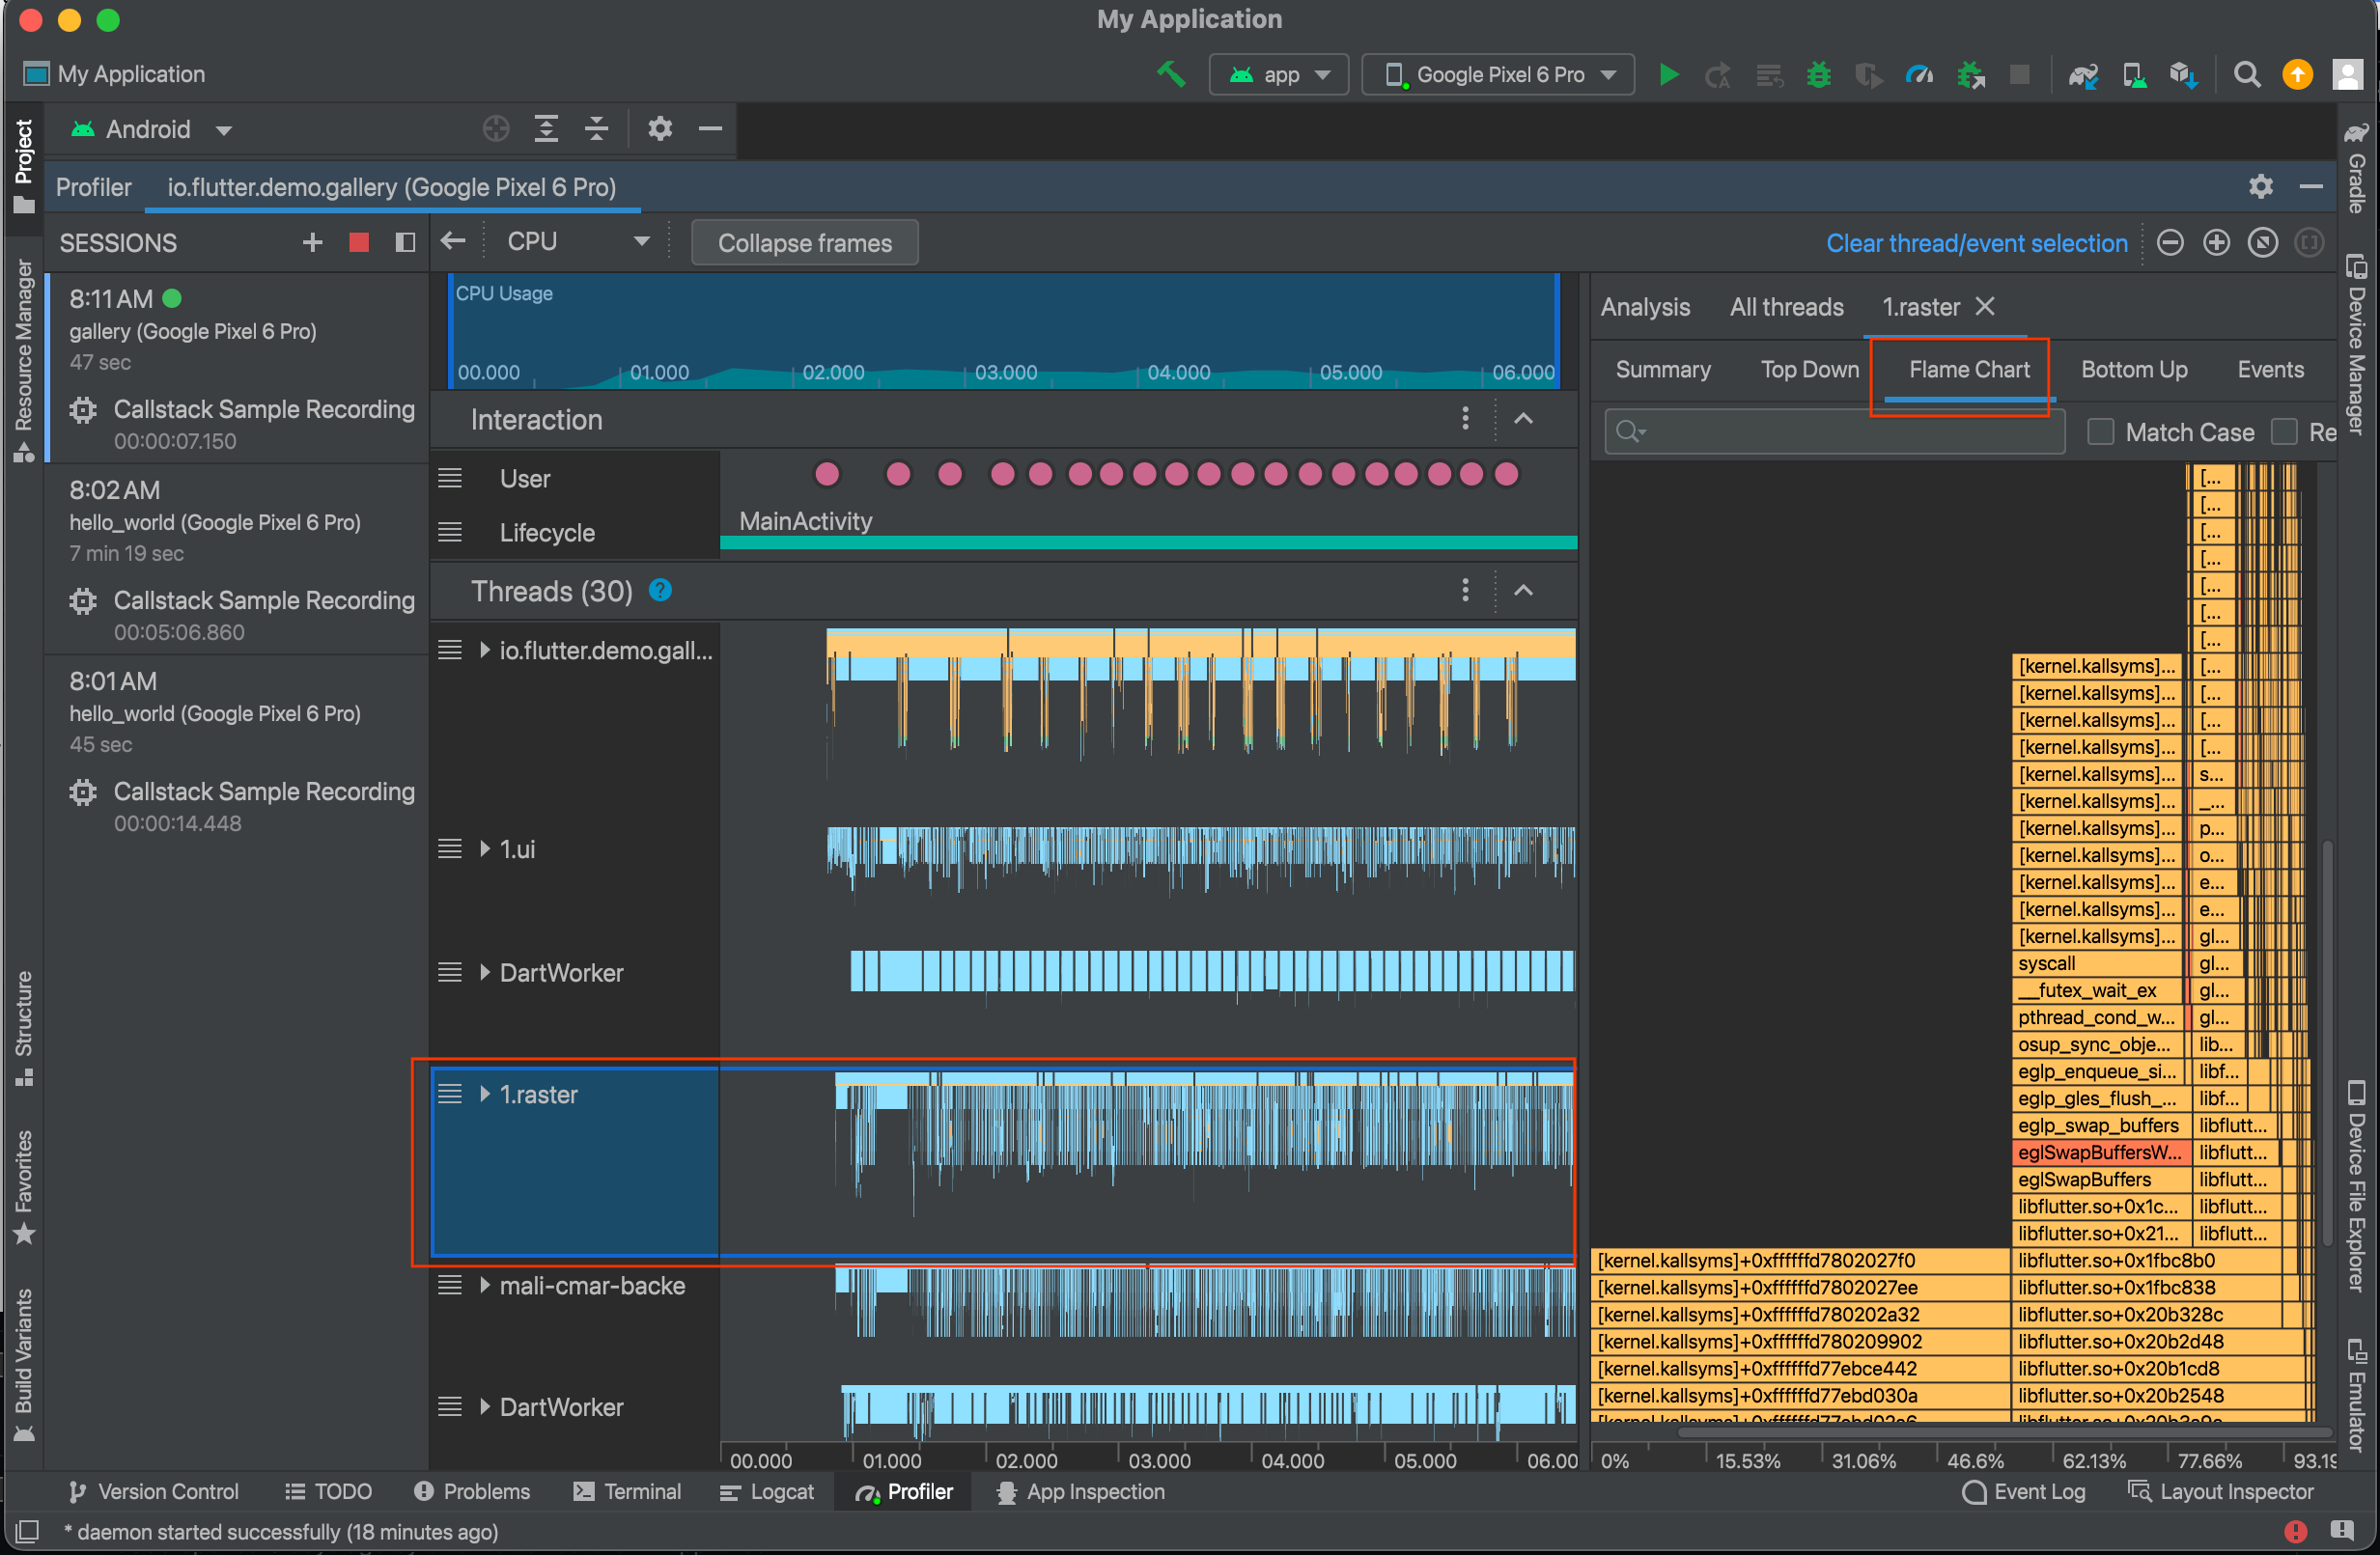 My Application
My Application
app
Google Pixel 6 Pro
Project
Android
Profiler
io.flutter.demo.gallery (Google Pixel 6 Pro)
SESSIONS
CPU
Collapse frames
Clear thread/event selection
Gradle
Resource Manager
8:11 AM
gallery (Google Pixel 6 Pro)
47 sec
Callstack Sample Recording
00:00:07.150
8:02 AM
hello_world (Google Pixel 6 Pro)
7 min 19 sec
Callstack Sample Recording
00:05:06.860
8:01 AM
hello_world (Google Pixel 6 Pro)
45 sec
Callstack Sample Recording
00:00:14.448
CPU Usage
00.000 01.000 02.000 03.000 04.000 05.000 06.000
Interaction
User
Lifecycle
MainActivity
Threads (30)
?
io.flutter.demo.gall...
1.ui
DartWorker
1.raster
mali-cmar-backe
DartWorker
00.000 01.000 02.000 03.000 04.000 05.000 06.00
Analysis All threads 1.raster
Summary Top Down Flame Chart Bottom Up Events
Match Case Re
Device Manager
[...
[...
[...
[...
[...
[...
[...
[kernel.kallsyms]... [...
[kernel.kallsyms]... [...
[kernel.kallsyms]... [...
[kernel.kallsyms]... [...
[kernel.kallsyms]... s...
[kernel.kallsyms]... _...
[kernel.kallsyms]... p...
[kernel.kallsyms]... o...
[kernel.kallsyms]... e...
[kernel.kallsyms]... e...
[kernel.kallsyms]... gl...
syscall gl...
__futex_wait_ex gl...
pthread_cond_w... gl...
osup_sync_obje... lib...
eglp_enqueue_si... libf...
eglp_gles_flush_... libf...
eglp_swap_buffers libflutt...
eglSwapBuffersW... libflutt...
eglSwapBuffers libflutt...
libflutter.so+0x1c... libflutt...
libflutter.so+0x21... libflutt...
[kernel.kallsyms]+0xffffffd7802027f0 libflutter.so+0x1fbc8b0
[kernel.kallsyms]+0xffffffd7802027ee libflutter.so+0x1fbc838
[kernel.kallsyms]+0xffffffd780202a32 libflutter.so+0x20b328c
[kernel.kallsyms]+0xffffffd780209902 libflutter.so+0x20b2d48
[kernel.kallsyms]+0xffffffd77ebce442 libflutter.so+0x20b1cd8
[kernel.kallsyms]+0xffffffd77ebd030a libflutter.so+0x20b2548
0% 15.53% 31.06% 46.6% 62.13% 77.66% 93.19
Structure
Favorites
Build Variants
Device File Explorer
Emulator
Version Control TODO Problems Terminal Logcat Profiler App Inspection Event Log Layout Inspector
* daemon started successfully (18 minutes ago)